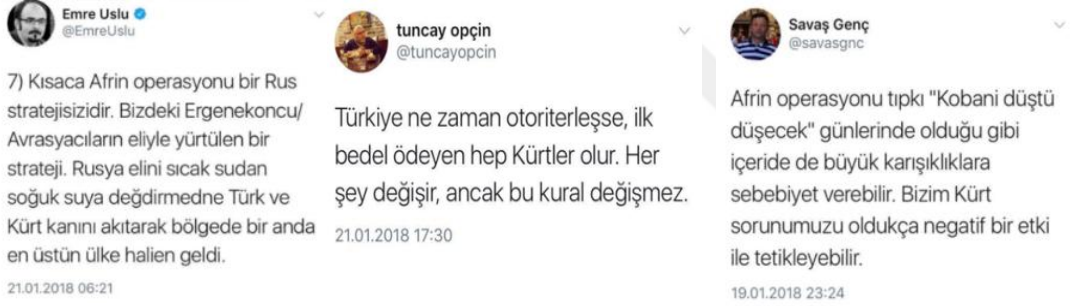 Emre Uslu
@EmreUslu
7) Kısaca Afrin operasyonu bir Rus
stratejisizidir. Bizdeki Ergenekoncu/
Avrasyacıların eliyle yürtülen bir
strateji. Rusya elini sıcak sudan
soğuk suya değdirmedne Türk ve
Kürt kanını akıtarak bölgede bir anda
en üstün ülke halien geldi.
21.01.2018 06:21
tuncay opçin
@tuncayopcin
Türkiye ne zaman otoriterleşse, ilk
bedel ödeyen hep Kürtler olur. Her
şey değişir, ancak bu kural değişmez.
21.01.2018 17:30
Savaş Genç
@savasgnc
Afrin operasyonu tıpkı "Kobani düştü
düşecek" günlerinde olduğu gibi
içeride de büyük karışıklıklara
sebebiyet verebilir. Bizim Kürt
sorunumuzu oldukça negatif bir etki
ile tetikleyebilir.
19.01.2018 23:24